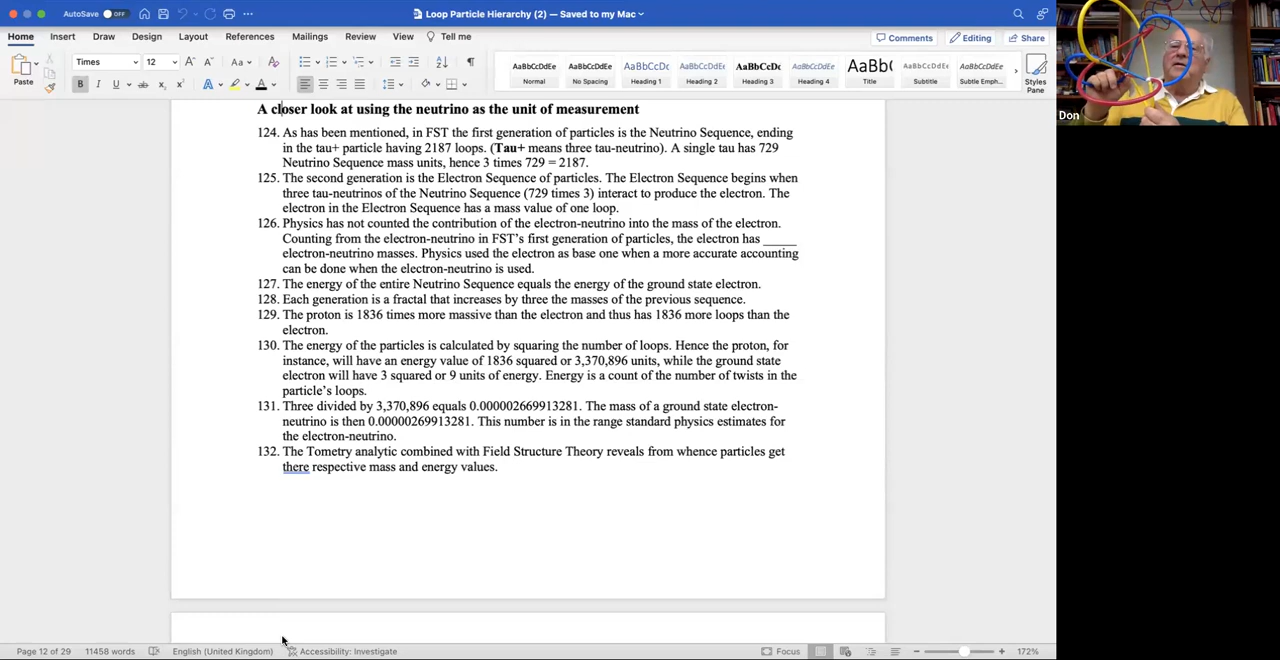 AutoSave OFF
Loop Particle Hierarchy (2) — Saved to my Mac
Home Insert Draw Design Layout References Mailings Review View Tell me
Comments Editing Share
Paste
Times 12
Aa
B I U ab x₂ x² A A
AaBbCcDdEe AaBbCcDdEe AaBbCcDc AaBbCcDdEe AaBbCcDc AaBbCcDdEe AaBb( AaBbCcDdEe AaBbCcDdEe
Normal No Spacing Heading 1 Heading 2 Heading 3 Heading 4 Title Subtitle Subtle Emph...
Styles
Pane
Don
A closer look at using the neutrino as the unit of measurement
124. As has been mentioned, in FST the first generation of particles is the Neutrino Sequence, ending
in the tau+ particle having 2187 loops. (Tau+ means three tau-neutrino). A single tau has 729
Neutrino Sequence mass units, hence 3 times 729 = 2187.
125. The second generation is the Electron Sequence of particles. The Electron Sequence begins when
three tau-neutrinos of the Neutrino Sequence (729 times 3) interact to produce the electron. The
electron in the Electron Sequence has a mass value of one loop.
126. Physics has not counted the contribution of the electron-neutrino into the mass of the electron.
Counting from the electron-neutrino in FST's first generation of particles, the electron has _____
electron-neutrino masses. Physics used the electron as base one when a more accurate accounting
can be done when the electron-neutrino is used.
127. The energy of the entire Neutrino Sequence equals the energy of the ground state electron.
128. Each generation is a fractal that increases by three the masses of the previous sequence.
129. The proton is 1836 times more massive than the electron and thus has 1836 more loops than the
electron.
130. The energy of the particles is calculated by squaring the number of loops. Hence the proton, for
instance, will have an energy value of 1836 squared or 3,370,896 units, while the ground state
electron will have 3 squared or 9 units of energy. Energy is a count of the number of twists in the
particle's loops.
131. Three divided by 3,370,896 equals 0.000002669913281. The mass of a ground state electron-
neutrino is then 0.00000269913281. This number is in the range standard physics estimates for
the electron-neutrino.
132. The Tometry analytic combined with Field Structure Theory reveals from whence particles get
there respective mass and energy values.
Page 12 of 29 11458 words English (United Kingdom) Accessibility: Investigate Focus 172%